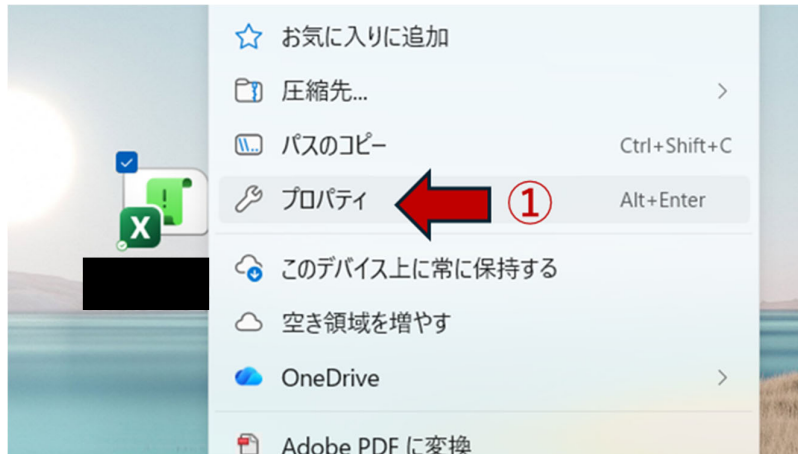 お気に入りに追加
圧縮先...
パスのコピー Ctrl+Shift+C
プロパティ ① Alt+Enter
このデバイス上に常に保持する
空き領域を増やす
OneDrive
Adobe PDF に変換